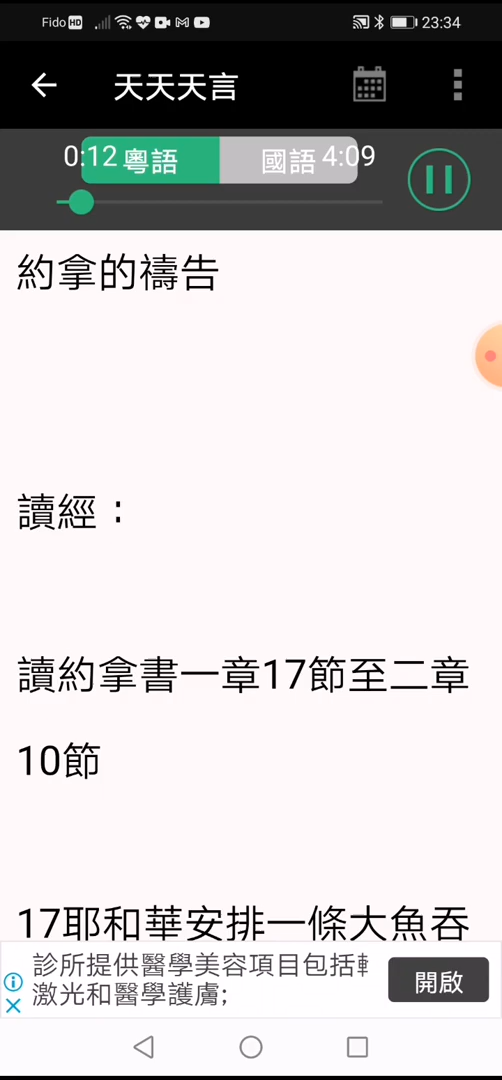 Fido HD 23:34
天天天言
0:12 粵語 國語 4:09
約拿的禱告
讀經：
讀約拿書一章17節至二章
10節
17耶和華安排一條大魚吞
診所提供醫學美容項目包括
激光和醫學護膚;
開啟